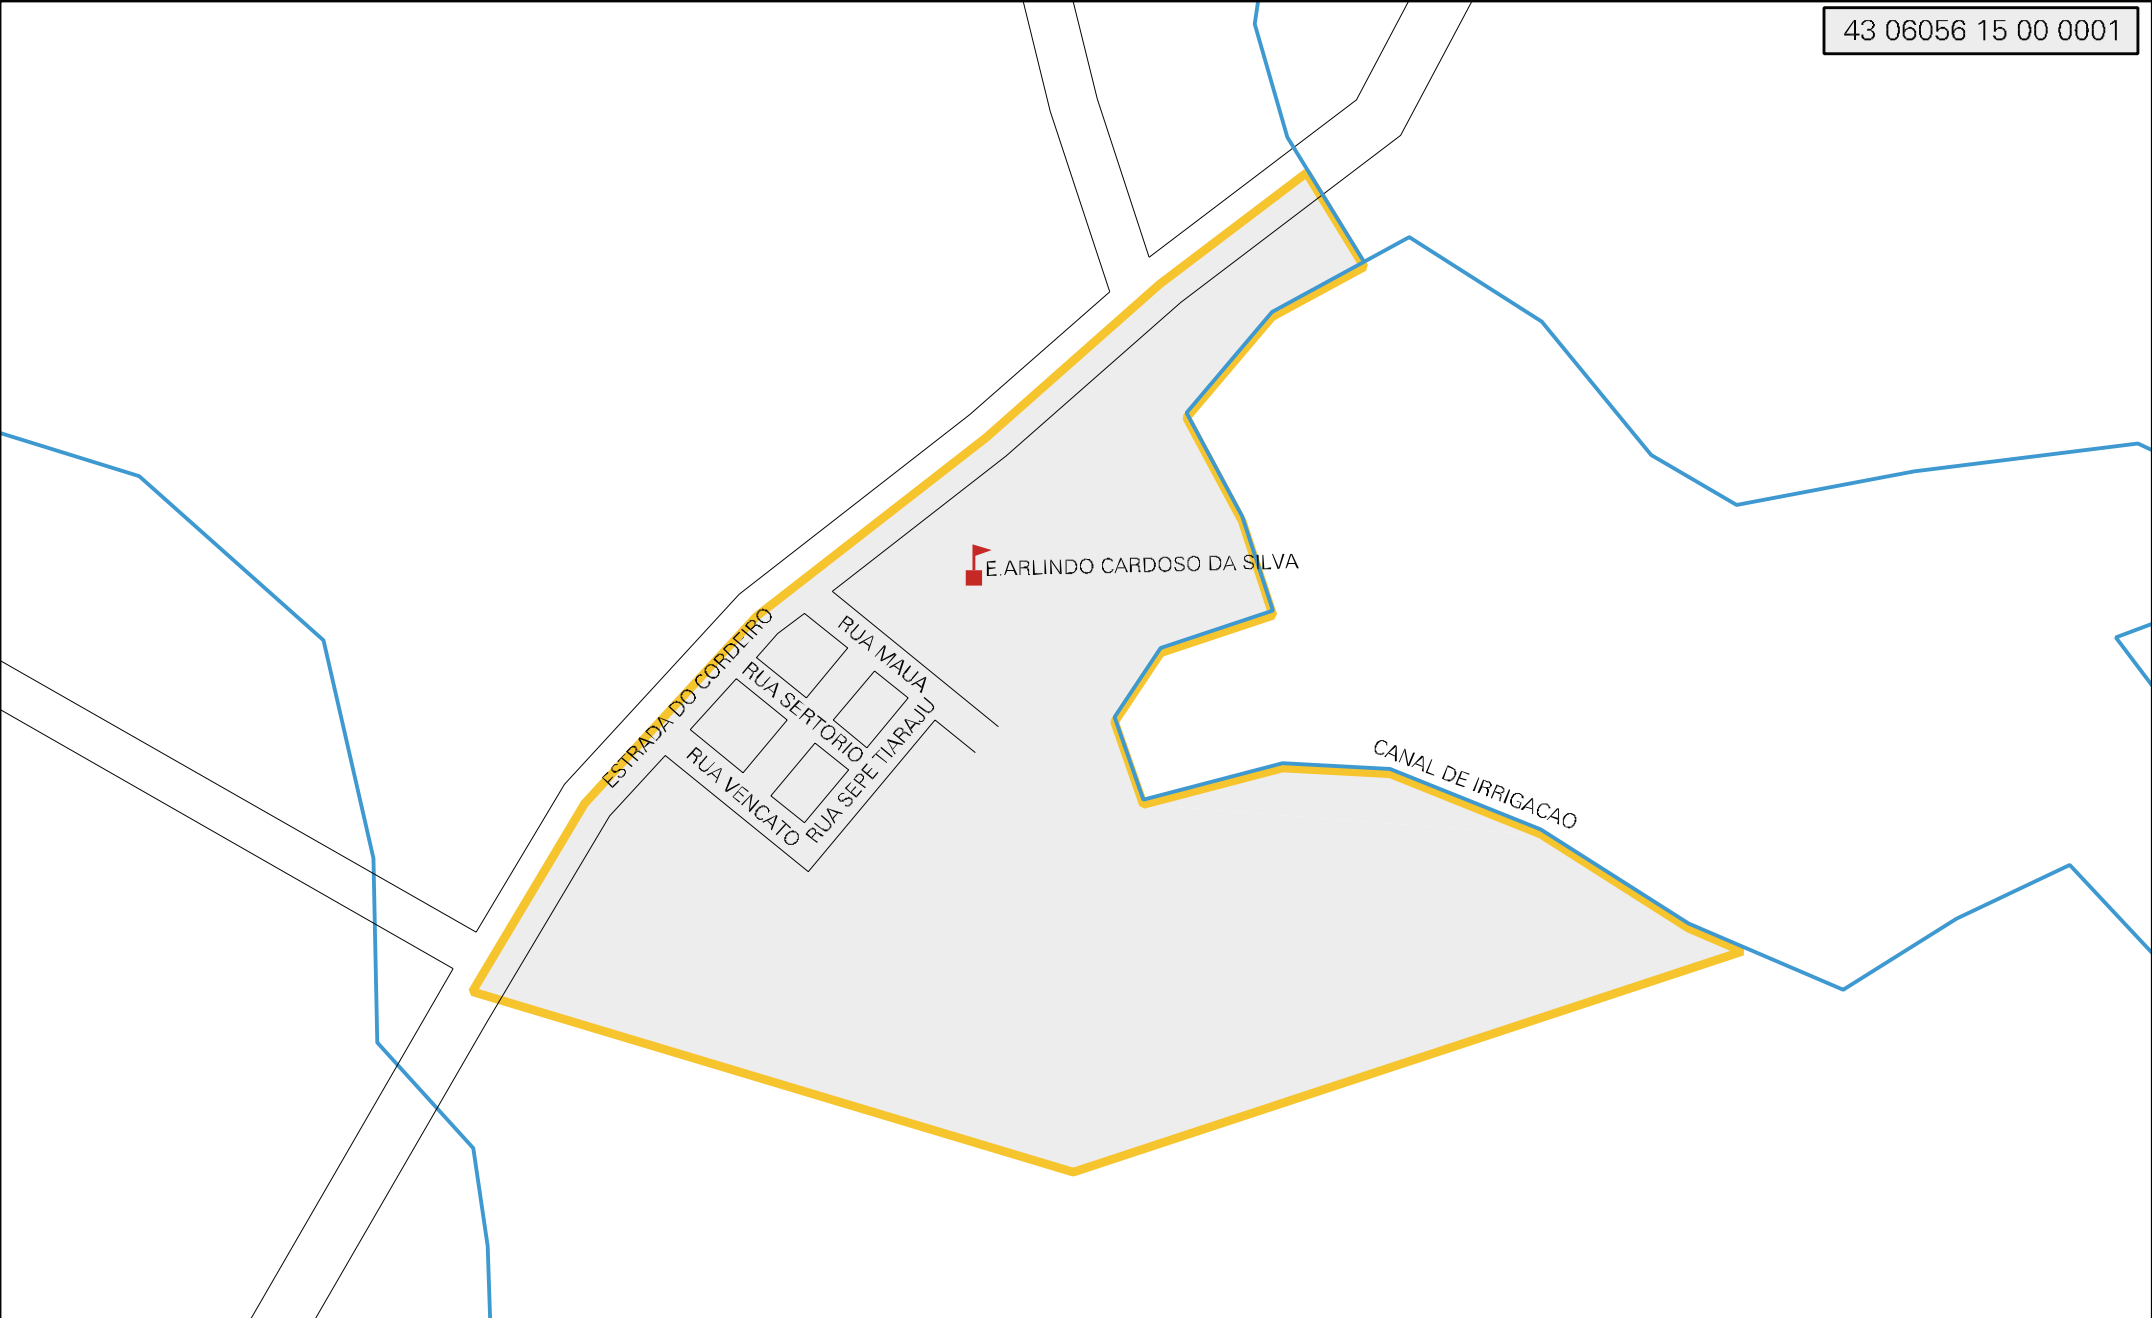 43 06056 15 00 0001
E.ARLINDO CARDOSO DA SILVA
ESTRADA DO CORDEIRO
RUA MAUA
RUA SERTORIO
RUA SEPE TIARAJU
RUA VENCATO
CANAL DE IRRIGACAO